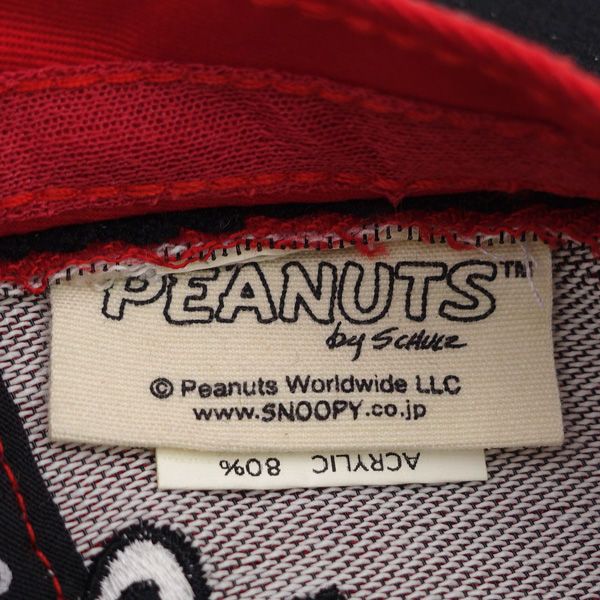 PEANUTS™
by SCHULZ
© Peanuts Worldwide LLC
www.SNOOPY.co.jp
ACRYLIC 80%